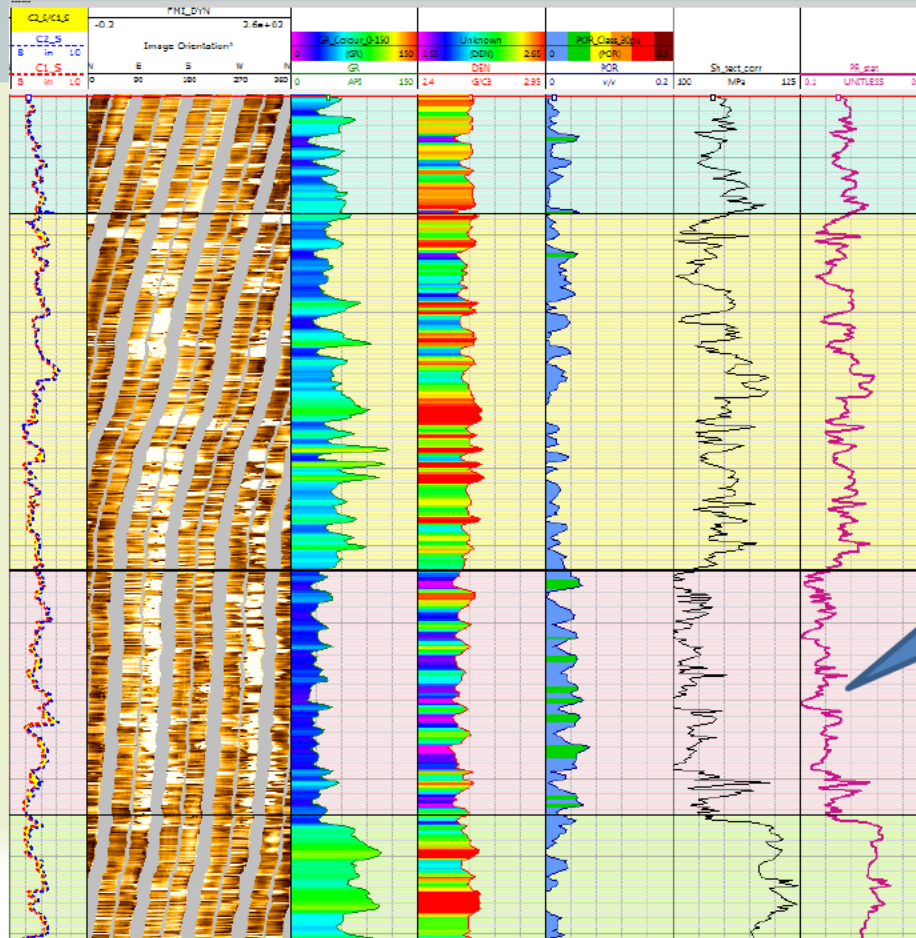 C2_S/C1_S
C2_S
8 in 10
C1_S
8 in 10
FMI_DYN
-0.2 2.6e+02
Image Orientation°
N E S W N
0 90 180 270 360
GR_Colour_0-150
0 (GR) 150
GR
0 API 150
Unknown
(DEN) 2.65
DEN
2.4 G/C3 2.95
POR_Class_30ps
0 (POR)
POR
0 v/v 0.2
Sh_tect_corr
100 MPa 125
PR_stat
0.1 UNITLESS